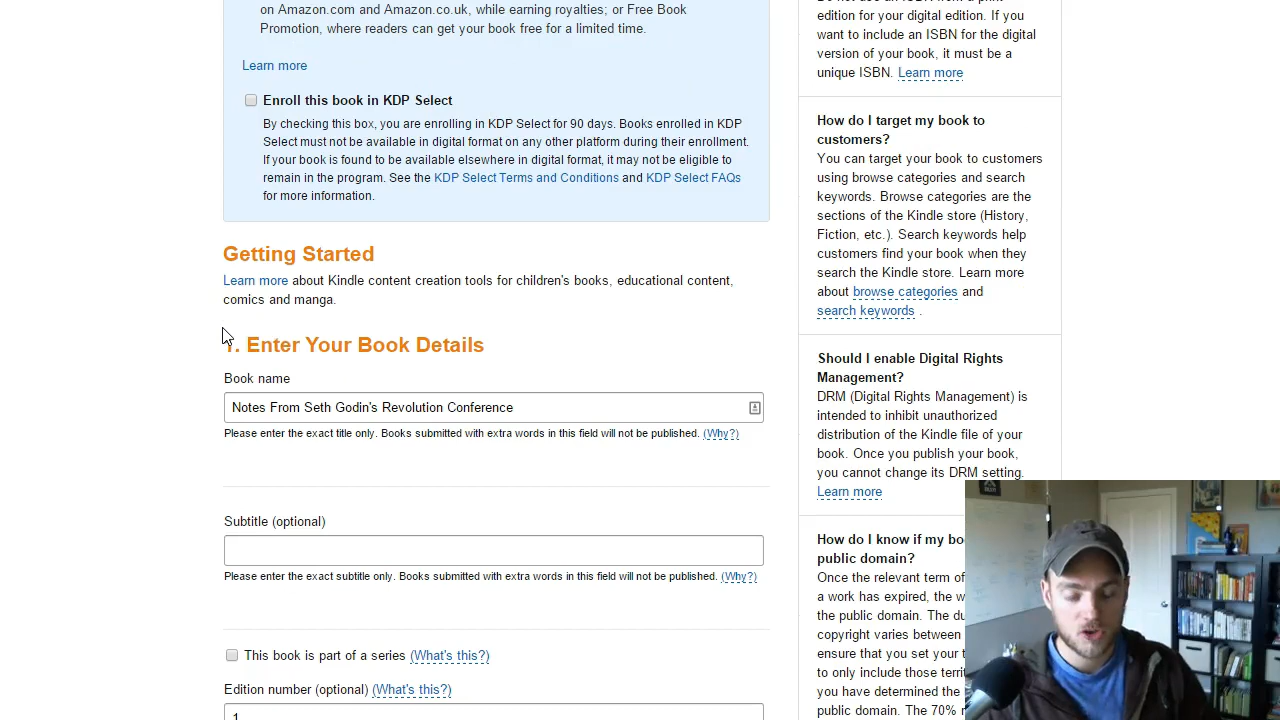 on Amazon.com and Amazon.co.uk, while earning royalties; or Free Book
Promotion, where readers can get your book free for a limited time.
Learn more
Enroll this book in KDP Select
By checking this box, you are enrolling in KDP Select for 90 days. Books enrolled in KDP
Select must not be available in digital format on any other platform during their enrollment.
If your book is found to be available elsewhere in digital format, it may not be eligible to
remain in the program. See the KDP Select Terms and Conditions and KDP Select FAQs
for more information.
Getting Started
Learn more about Kindle content creation tools for children's books, educational content,
comics and manga.
1. Enter Your Book Details
Book name
Notes From Seth Godin's Revolution Conference
Please enter the exact title only. Books submitted with extra words in this field will not be published. (Why?)
Subtitle (optional)
Please enter the exact subtitle only. Books submitted with extra words in this field will not be published. (Why?)
This book is part of a series (What's this?)
Edition number (optional) (What's this?)
1
edition for your digital edition. If you
want to include an ISBN for the digital
version of your book, it must be a
unique ISBN. Learn more
How do I target my book to
customers?
You can target your book to customers
using browse categories and search
keywords. Browse categories are the
sections of the Kindle store (History,
Fiction, etc.). Search keywords help
customers find your book when they
search the Kindle store. Learn more
about browse categories and
search keywords .
Should I enable Digital Rights
Management?
DRM (Digital Rights Management) is
intended to inhibit unauthorized
distribution of the Kindle file of your
book. Once you publish your book,
you cannot change its DRM setting.
Learn more
How do I know if my bo
public domain?
Once the relevant term of
a work has expired, the w
the public domain. The du
copyright varies between
ensure that you set your t
to only include those territ
you have determined the
public domain. The 70%